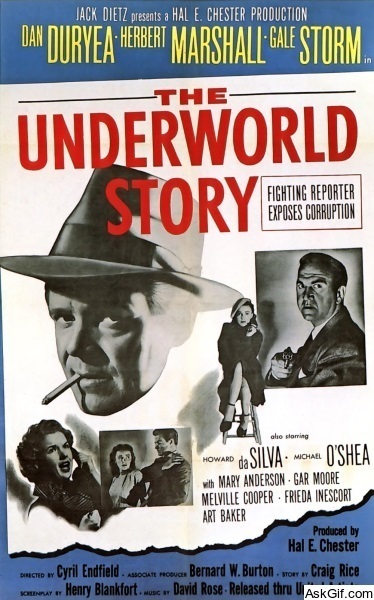 JACK DIETZ presents a HAL E. CHESTER PRODUCTION
DAN DURYEA · HERBERT MARSHALL · GALE STORM
in
THE
UNDERWORLD
STORY
FIGHTING REPORTER
EXPOSES CORRUPTION
also starring
HOWARD da SILVA · MICHAEL O'SHEA
with MARY ANDERSON · GAR MOORE
MELVILLE COOPER · FRIEDA INESCORT
ART BAKER
Produced by
Hal E. Chester
DIRECTED BY Cyril Endfield · ASSOCIATE PRODUCER Bernard W. Burton · STORY BY Craig Rice
SCREENPLAY BY Henry Blankfort · MUSIC BY David Rose · Released thru
AskGif.com